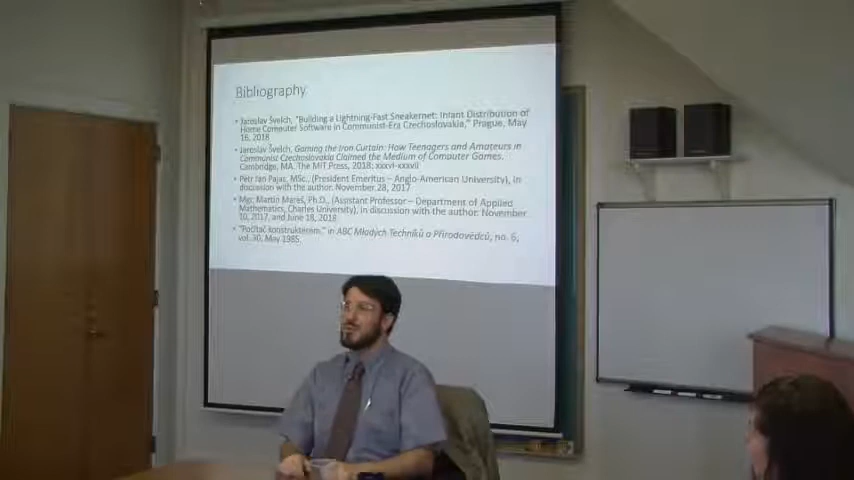 Bibliography
• Jaroslav Švelch, "Building a Lightning-Fast Sneakernet: Infant Distribution of
Home Computer Software in Communist-Era Czechoslovakia," Prague, May
16, 2018
• Jaroslav Švelch, Gaming the Iron Curtain: How Teenagers and Amateurs in
Communist Czechoslovakia Claimed the Medium of Computer Games.
Cambridge, MA. The MIT Press, 2018: xxxvi-xxxvii
• Petr Jan Pajas, MSc., (President Emeritus – Anglo-American University), in
discussion with the author. November 28, 2017
• Mgr. Martin Mareš, Ph.D., (Assistant Professor – Department of Applied
Mathematics, Charles University), in discussion with the author. November
10, 2017, and June 18, 2018
• "Počítač konstruktérem," in ABC Mladých Techniků a Přírodovědců, no. 6,
vol. 30, May 1985.